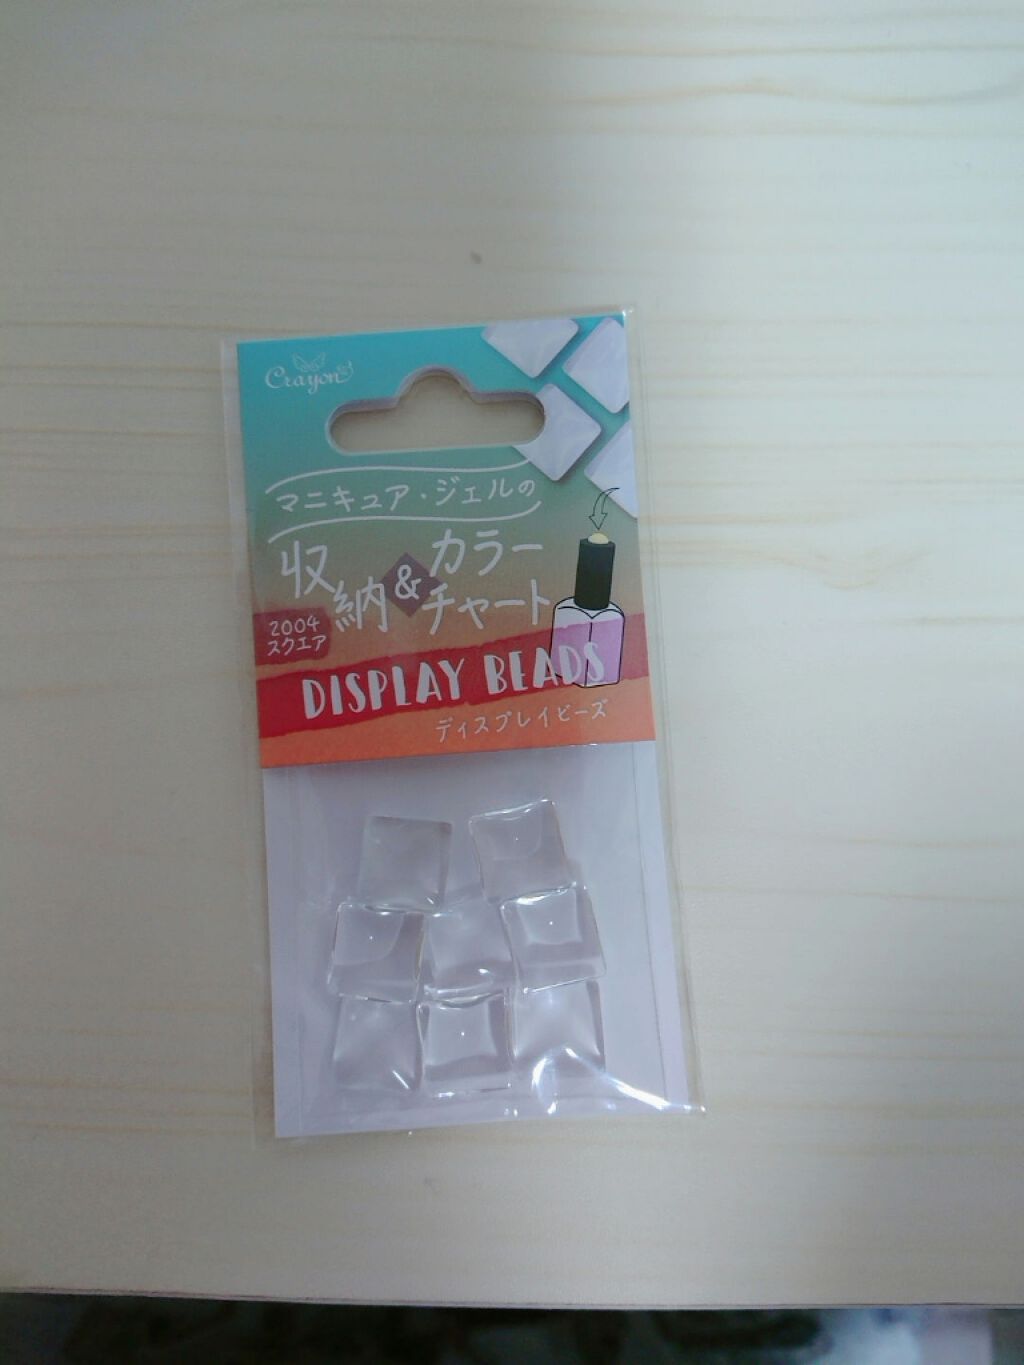 Crayon
マニキュア・ジェルの
収納&カラーチャート
2004
スクエア
DISPLAY BEADS
ディスプレイビーズ